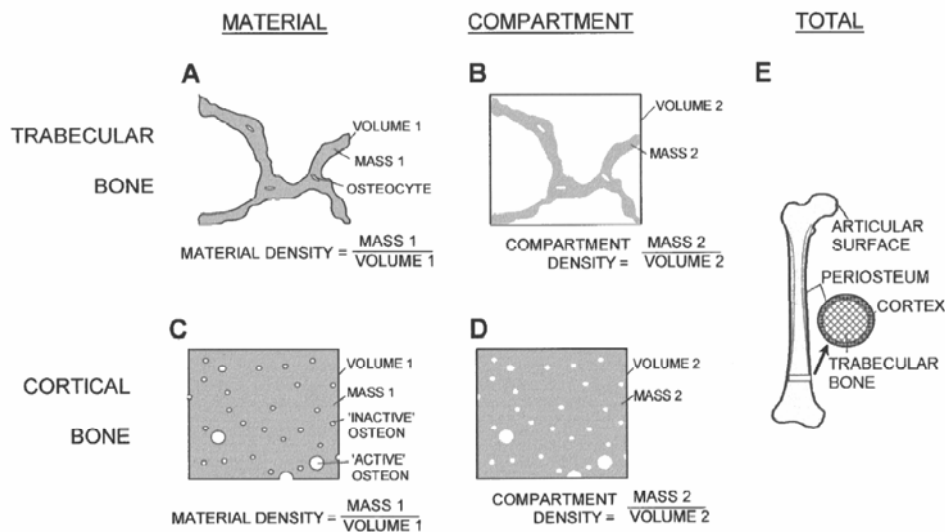 MATERIAL
COMPARTMENT
TOTAL
A
B
E
TRABECULAR
BONE
VOLUME 1
MASS 1
OSTEOCYTE
VOLUME 2
MASS 2
MATERIAL DENSITY = MASS 1
VOLUME 1
COMPARTMENT
DENSITY =
MASS 2
VOLUME 2
ARTICULAR
SURFACE
PERIOSTEUM
CORTEX
TRABECULAR
BONE
C
D
CORTICAL
BONE
VOLUME 1
MASS 1
'INACTIVE'
OSTEON
'ACTIVE'
OSTEON
VOLUME 2
MASS 2
MATERIAL DENSITY = MASS 1
VOLUME 1
COMPARTMENT
DENSITY =
MASS 2
VOLUME 2